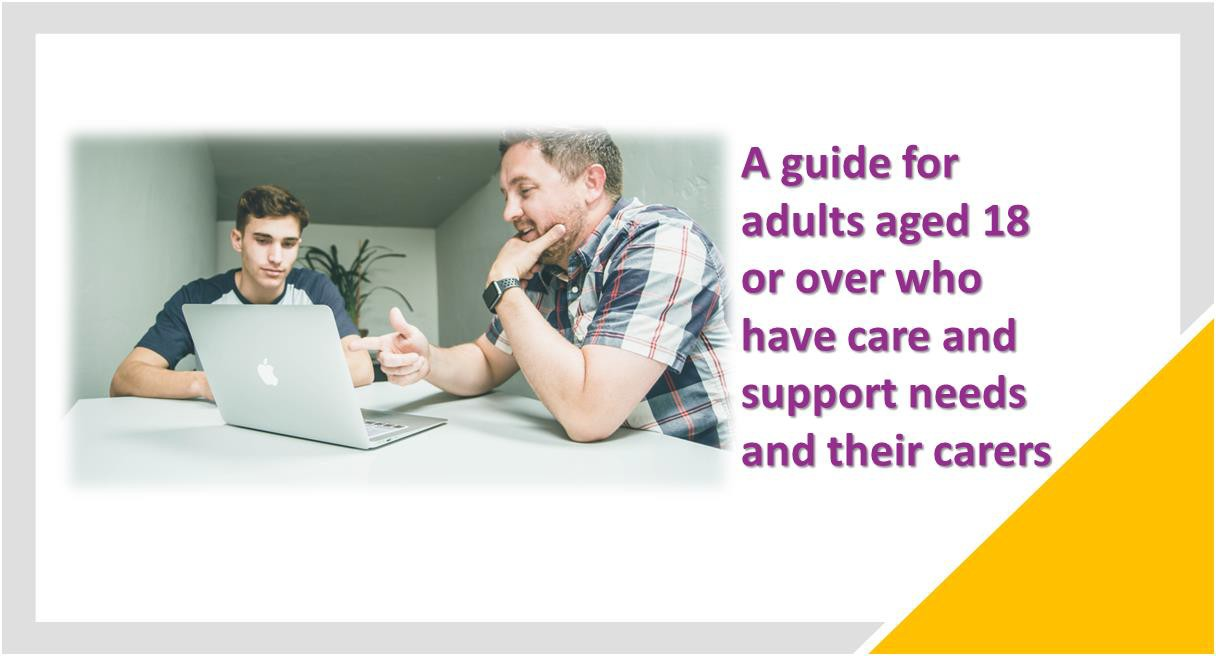 A guide for
adults aged 18
or over who
have care and
support needs
and their carers